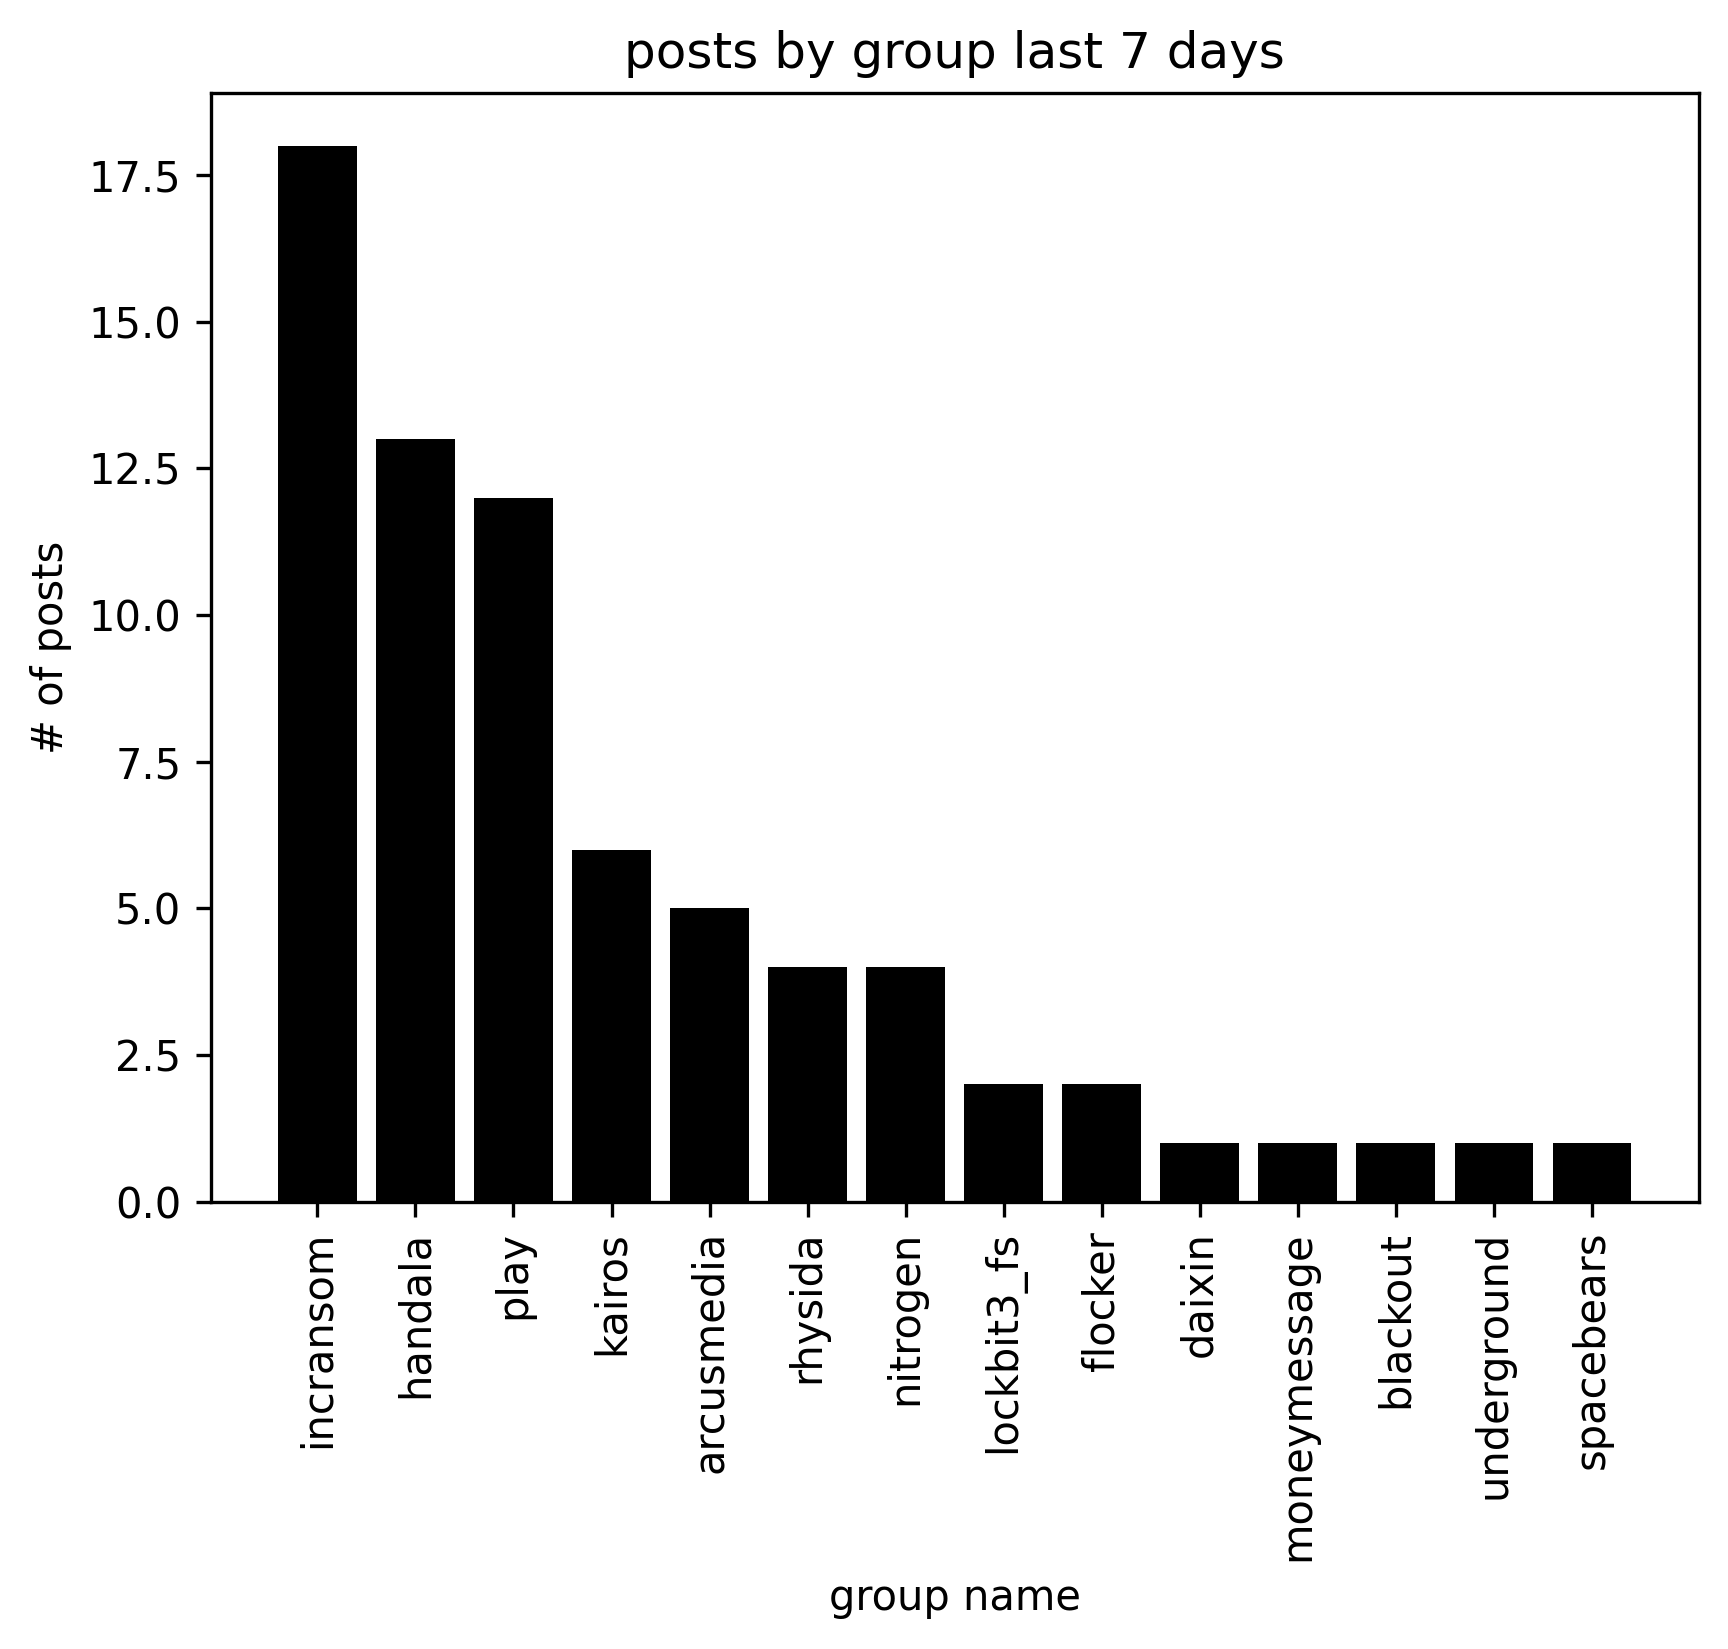 posts by group last 7 days
17.5
15.0
12.5
10.0
7.5
5.0
2.5
0.0
# of posts
incransom
handala
play
kairos
arcusmedia
rhysida
nitrogen
lockbit3_fs
flocker
daixin
moneymessage
blackout
underground
spacebears
group name